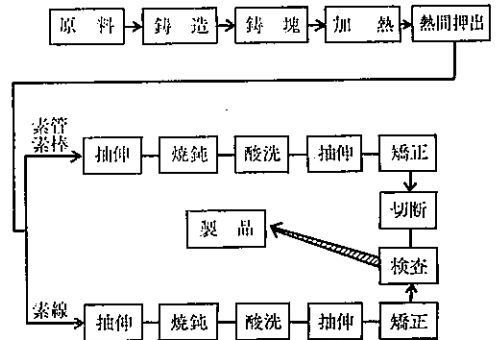 原料 鋳造 鋳塊 加熱 熱間押出
素管
素棒
抽伸 焼鈍 酸洗 抽伸 矯正
切断
製品
検査
素線
抽伸 焼鈍 酸洗 抽伸 矯正